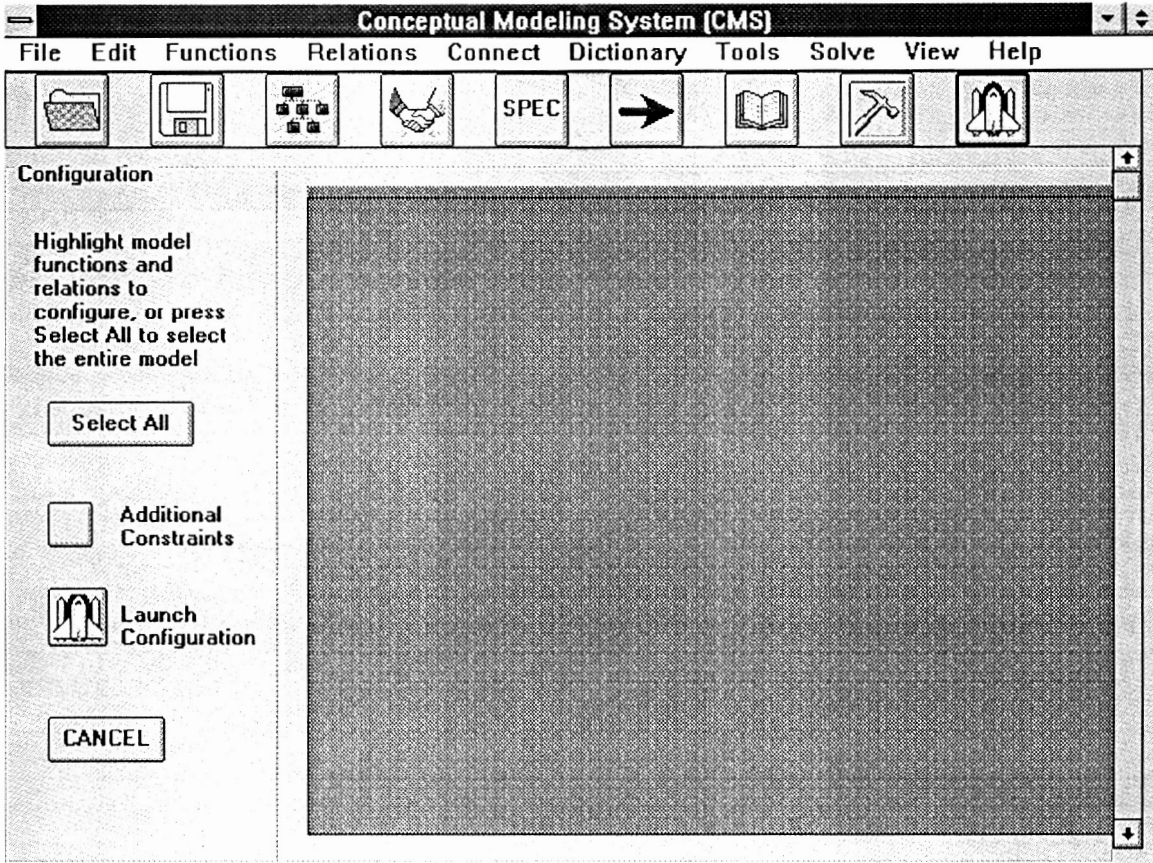 Conceptual Modeling System (CMS)
File Edit Functions Relations Connect Dictionary Tools Solve View Help
SPEC
Configuration
Highlight model
functions and
relations to
configure, or press
Select All to select
the entire model
Select All
Additional
Constraints
Launch
Configuration
CANCEL